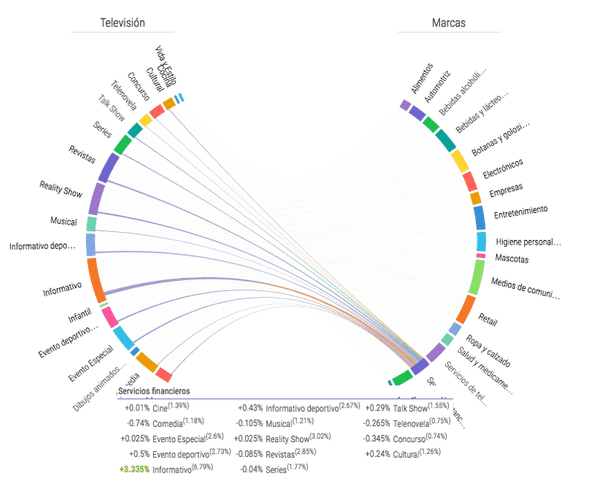 Televisión
Marcas
Vida y Estilo
Cocina
Cultural
Concurso
Telenovela
Talk Show
Series
Revistas
Reality Show
Musical
Informativo depo...
Informativo
Infantil
Evento deportivo...
Evento Especial
Dibujos animados...
Alimentos
Automotriz
Bebidas alcohóli...
Bebidas y lácteo...
Botanas y golosi...
Electrónicos
Empresas
Entretenimiento
Higiene personal...
Mascotas
Medios de comuni...
Retail
Ropa y calzado
Salud y medicame...
Servicios de tel...
Servicios financieros
+0.01% Cine(1.39%) +0.43% Informativo deportivo(2.67%) +0.29% Talk Show(1.55%)
-0.74% Comedia(1.18%) -0.105% Musical(1.21%) -0.265% Telenovela(0.75%)
+0.025% Evento Especial(2.6%) +0.025% Reality Show(3.02%) -0.345% Concurso(0.74%)
+0.5% Evento deportivo(2.73%) -0.085% Revistas(2.85%) +0.24% Cultural(1.26%)
+3.335% Informativo(6.79%) -0.04% Series(1.77%)